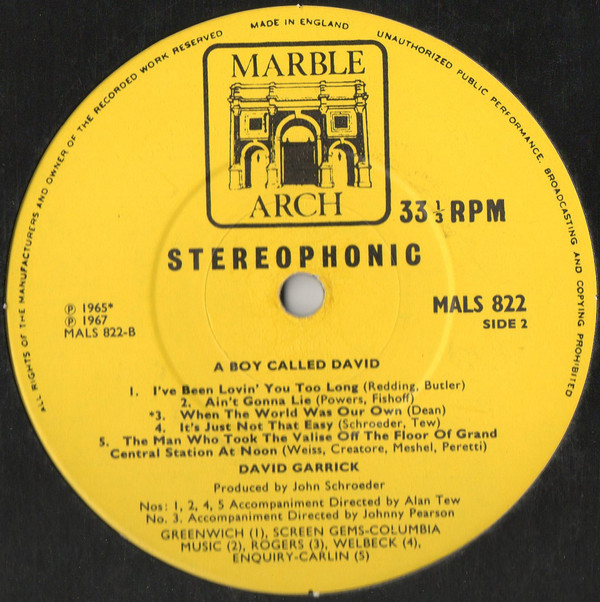 ALL RIGHTS OF THE MANUFACTURERS AND OWNER OF THE RECORDED WORK RESERVED
MADE IN ENGLAND
UNAUTHORIZED PUBLIC PERFORMANCE, BROADCASTING AND COPYING PROHIBITED
MARBLE
ARCH
33 1/3 RPM
STEREOPHONIC
Ⓟ 1965*
Ⓟ 1967
MALS 822-B
MALS 822
SIDE 2
A BOY CALLED DAVID
1. I've Been Lovin' You Too Long (Redding, Butler)
2. Ain't Gonna Lie (Powers, Fishoff)
*3. When The World Was Our Own (Dean)
4. It's Just Not That Easy (Schroeder, Tew)
5. The Man Who Took The Valise Off The Floor Of Grand
Central Station At Noon (Weiss, Creatore, Meshel, Peretti)
DAVID GARRICK
Produced by John Schroeder
Nos: 1, 2, 4, 5 Accompaniment Directed by Alan Tew
No. 3. Accompaniment Directed by Johnny Pearson
GREENWICH (1), SCREEN GEMS-COLUMBIA
MUSIC (2), ROGERS (3), WELBECK (4),
ENQUIRY-CARLIN (5)